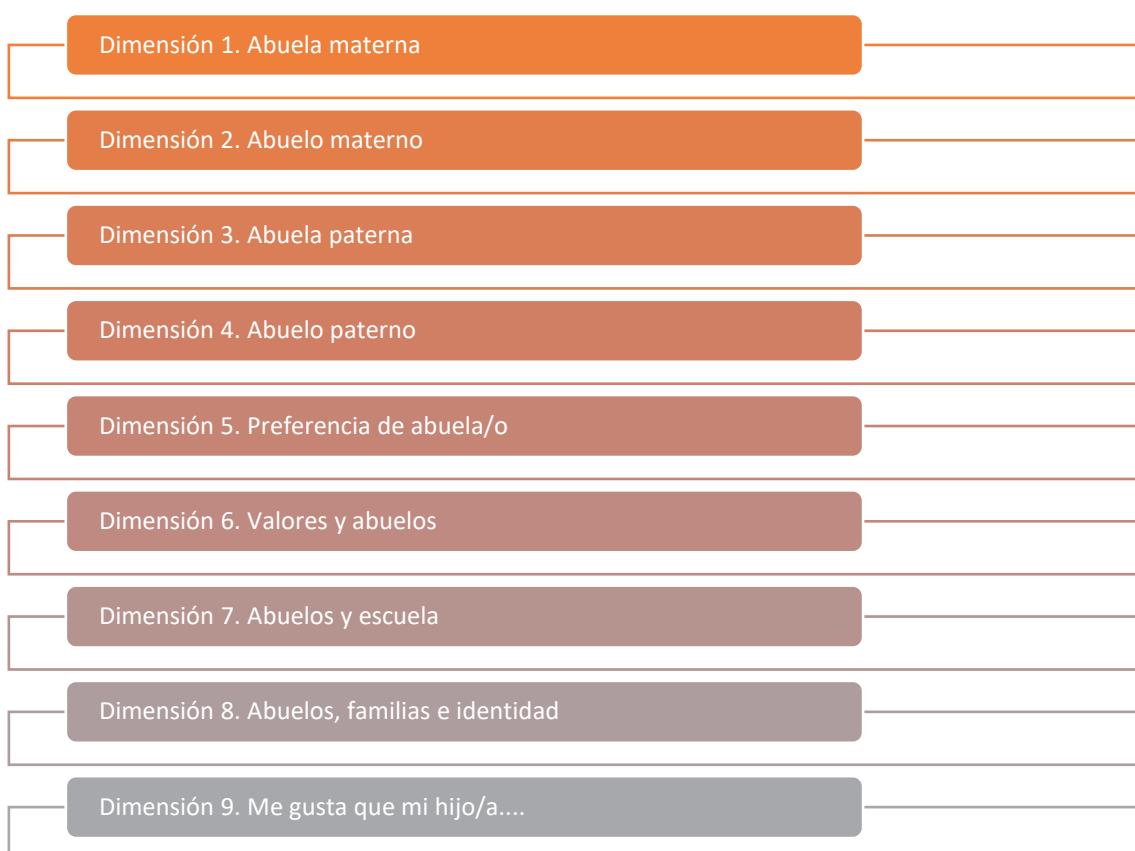 Dimensión 1. Abuela materna
Dimensión 2. Abuelo materno
Dimensión 3. Abuela paterna
Dimensión 4. Abuelo paterno
Dimensión 5. Preferencia de abuela/o
Dimensión 6. Valores y abuelos
Dimensión 7. Abuelos y escuela
Dimensión 8. Abuelos, familias e identidad
Dimensión 9. Me gusta que mi hijo/a....